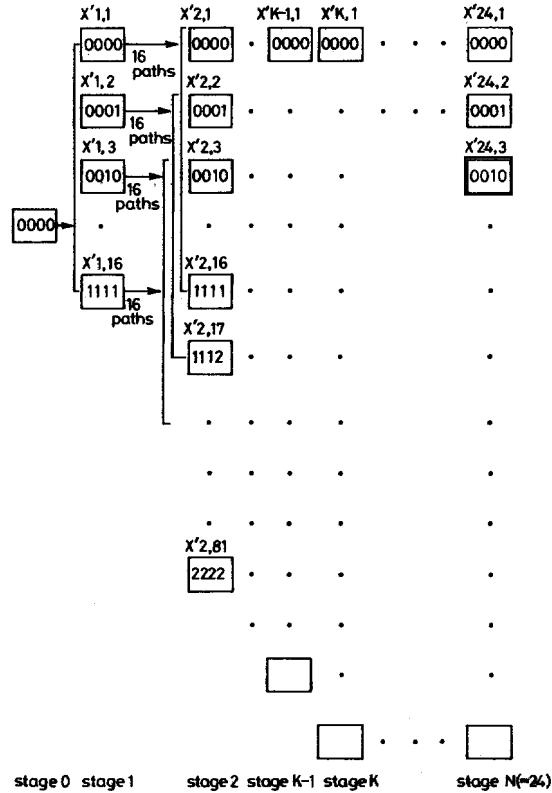 X'1,1 X'2,1 X'K-1,1 X'K,1 X'24,1
0000 0000 0000 0000 0000
16 paths
X'1,2 X'2,2 X'24,2
0001 0001 0001
16 paths
X'1,3 X'2,3 X'24,3
0010 0010 0010
16 paths
0000
X'1,16 X'2,16
1111 1111
16 paths
X'2,17
1112
X'2,81
2222
stage 0 stage 1 stage 2 stage K-1 stage K stage N(=24)